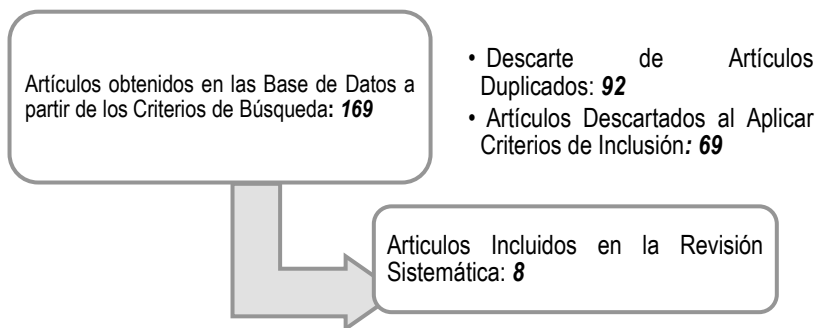 Artículos obtenidos en las Base de Datos a
partir de los Criterios de Búsqueda: 169
• Descarte de Artículos
Duplicados: 92
• Artículos Descartados al Aplicar
Criterios de Inclusión: 69
Articulos Incluidos en la Revisión
Sistemática: 8